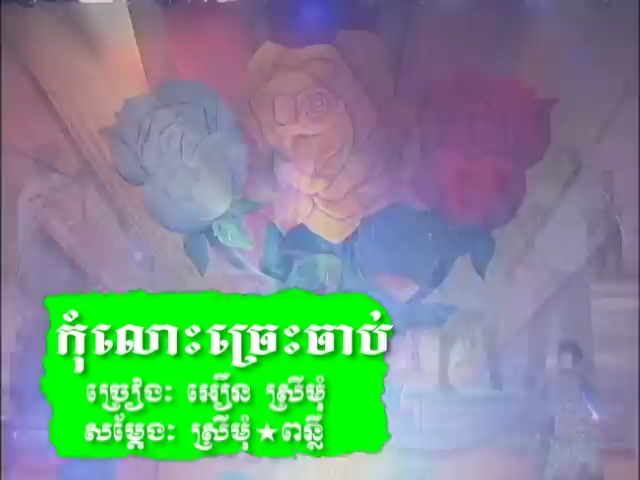 កុំលោះច្រេះចាប់
ច្រៀងៈ អឿន ស្រីមុំ
សម្ដែងៈ ស្រីមុំ★ពន្លឺ